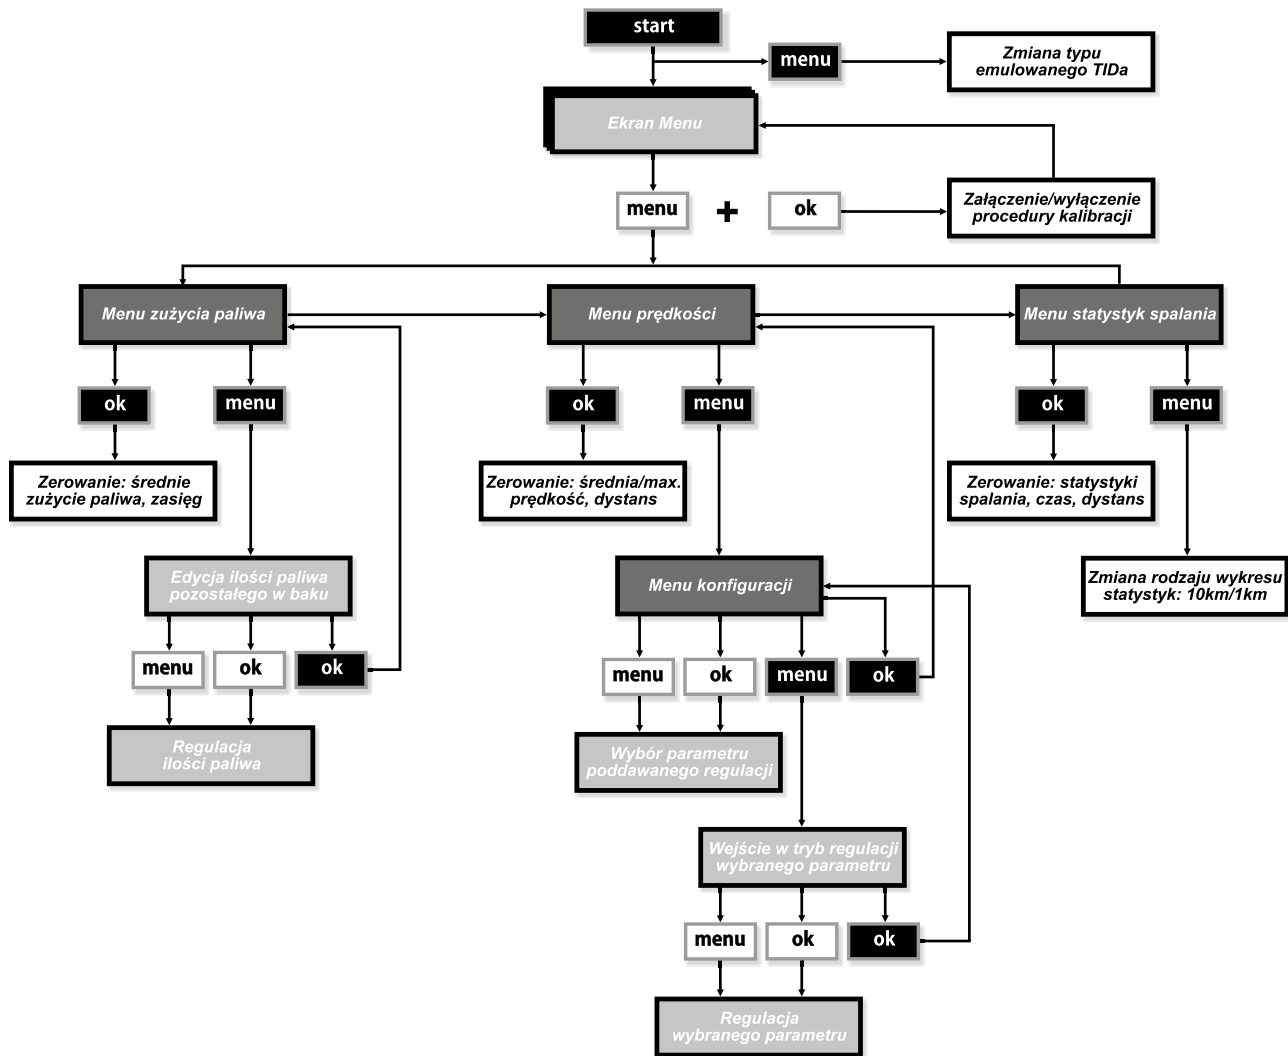 start
menu
Zmiana typu
emulowanego TIDa
Ekran Menu
menu
+
ok
Załączenie/wyłączenie
procedury kalibracji
Menu zużycia paliwa
Menu prędkości
Menu statystyk spalania
ok
menu
ok
menu
ok
menu
Zerowanie: średnie
zużycie paliwa, zasięg
Zerowanie: średnia/max.
prędkość, dystans
Zerowanie: statystyki
spalania, czas, dystans
Edycja ilości paliwa
pozostałego w baku
Menu konfiguracji
Zmiana rodzaju wykresu
statystyk: 10km/1km
menu
ok
ok
menu
ok
menu
ok
Regulacja
ilości paliwa
Wybór parametru
poddawanego regulacji
Wejście w tryb regulacji
wybranego parametru
menu
ok
ok
Regulacja
wybranego parametru